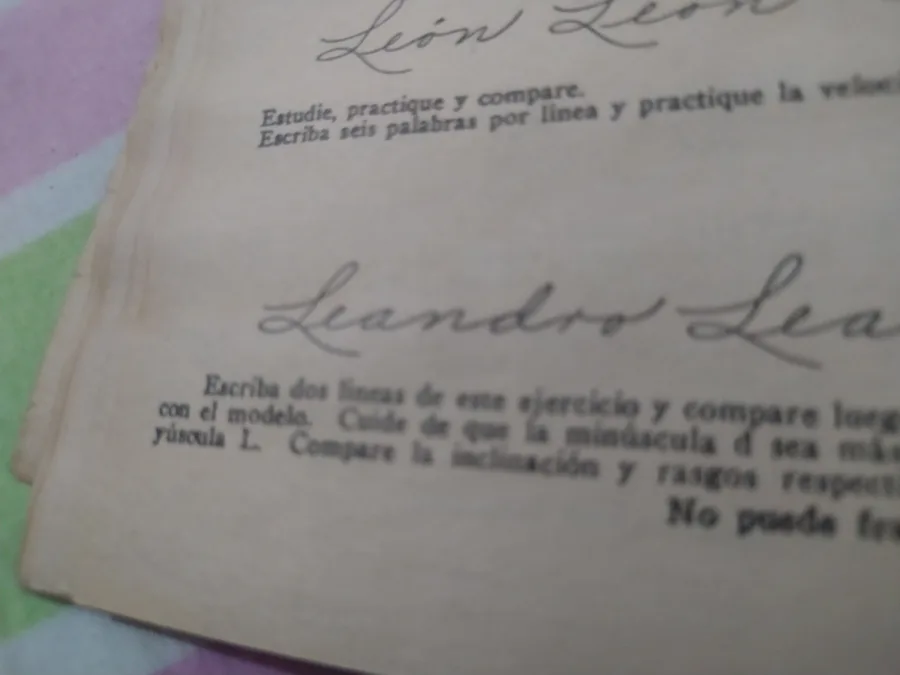 León León
Estudie, practique y compare.
Escriba seis palabras por línea y practique la
Leandro
Escriba dos líneas de este ejercicio y compare
con el modelo. Cuide de que la minúscula d sea
yúscula L. Compare la inclinación y rasgos
No puede